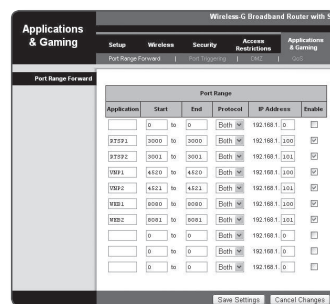 Wireless-G Broadband Router with S
Applications
& Gaming
Setup Wireless Security Access Restrictions Applications & Gaming
Port Range Forward | Port Triggering | DMZ | QoS
Port Range Forward
Port Range
Application Start End Protocol IP Address Enable
0 to 0 Both 192.168.1. 0
RTSP1 3000 to 3000 Both 192.168.1. 100
RTSP2 3001 to 3001 Both 192.168.1. 101
VNP1 4520 to 4520 Both 192.168.1. 100
VNP2 4521 to 4521 Both 192.168.1. 101
WEB1 8080 to 8080 Both 192.168.1. 100
WEB2 8081 to 8081 Both 192.168.1. 101
0 to 0 Both 192.168.1. 0
0 to 0 Both 192.168.1. 0
0 to 0 Both 192.168.1. 0
Save Settings Cancel Changes